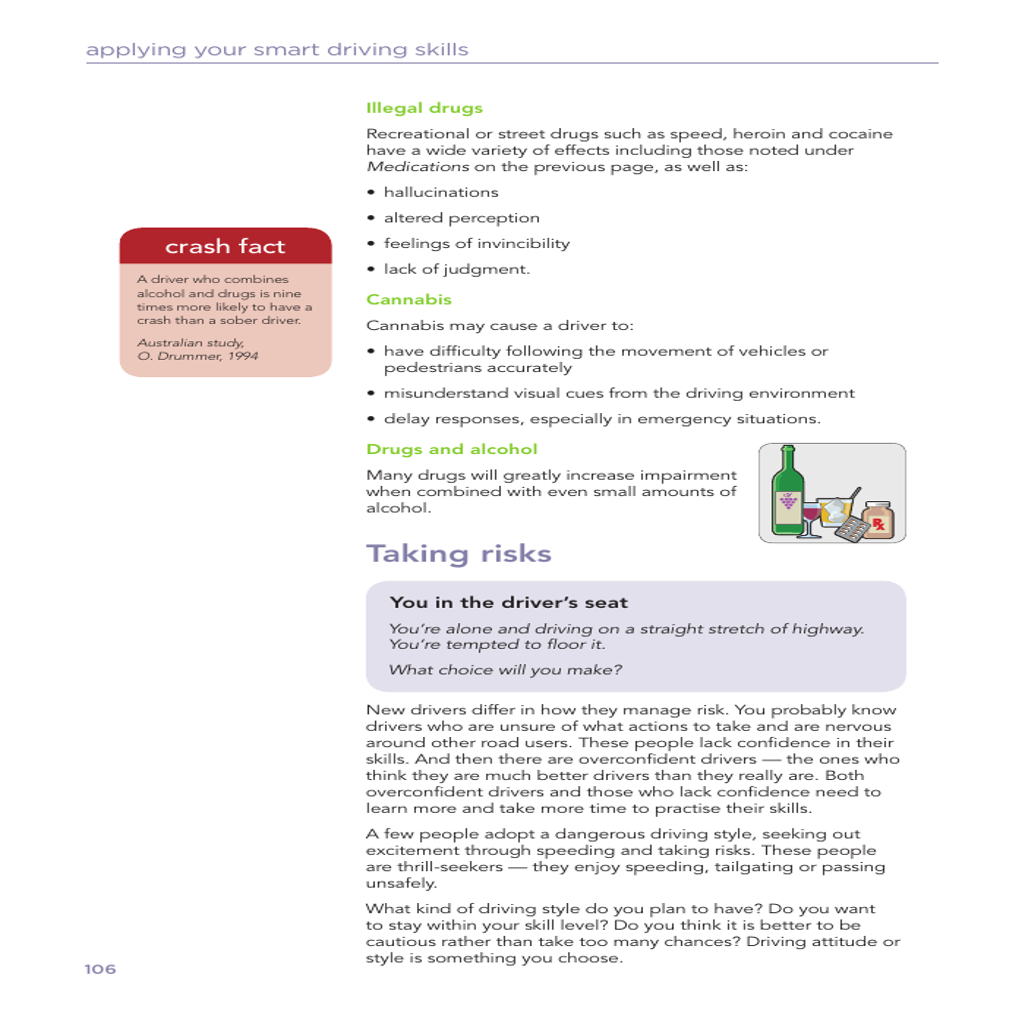 applying your smart driving skills
Illegal drugs
Recreational or street drugs such as speed, heroin and cocaine
have a wide variety of effects including those noted under
Medications on the previous page, as well as:
• hallucinations
• altered perception
• feelings of invincibility
• lack of judgment.
crash fact
A driver who combines
alcohol and drugs is nine
times more likely to have a
crash than a sober driver.
Australian study,
O. Drummer, 1994
Cannabis
Cannabis may cause a driver to:
• have difficulty following the movement of vehicles or
pedestrians accurately
• misunderstand visual cues from the driving environment
• delay responses, especially in emergency situations.
Drugs and alcohol
Many drugs will greatly increase impairment
when combined with even small amounts of
alcohol.
Rx
Taking risks
You in the driver's seat
You're alone and driving on a straight stretch of highway.
You're tempted to floor it.
What choice will you make?
New drivers differ in how they manage risk. You probably know
drivers who are unsure of what actions to take and are nervous
around other road users. These people lack confidence in their
skills. And then there are overconfident drivers — the ones who
think they are much better drivers than they really are. Both
overconfident drivers and those who lack confidence need to
learn more and take more time to practise their skills.
A few people adopt a dangerous driving style, seeking out
excitement through speeding and taking risks. These people
are thrill-seekers — they enjoy speeding, tailgating or passing
unsafely.
What kind of driving style do you plan to have? Do you want
to stay within your skill level? Do you think it is better to be
cautious rather than take too many chances? Driving attitude or
style is something you choose.
106